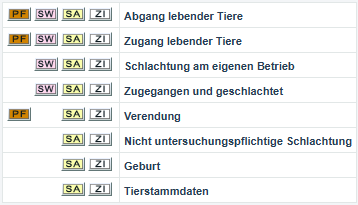 PF SW SA ZI Abgang lebender Tiere
PF SW SA ZI Zugang lebender Tiere
SW SA ZI Schlachtung am eigenen Betrieb
SW SA ZI Zugegangen und geschlachtet
PF SA ZI Verendung
SA ZI Nicht untersuchungspflichtige Schlachtung
SA ZI Geburt
SA ZI Tierstammdaten